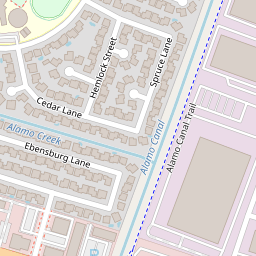 Hemlock Street
Spruce Lane
Cedar Lane
Alamo Creek
Ebensburg Lane
Alamo Canal
Alamo Canal Trail